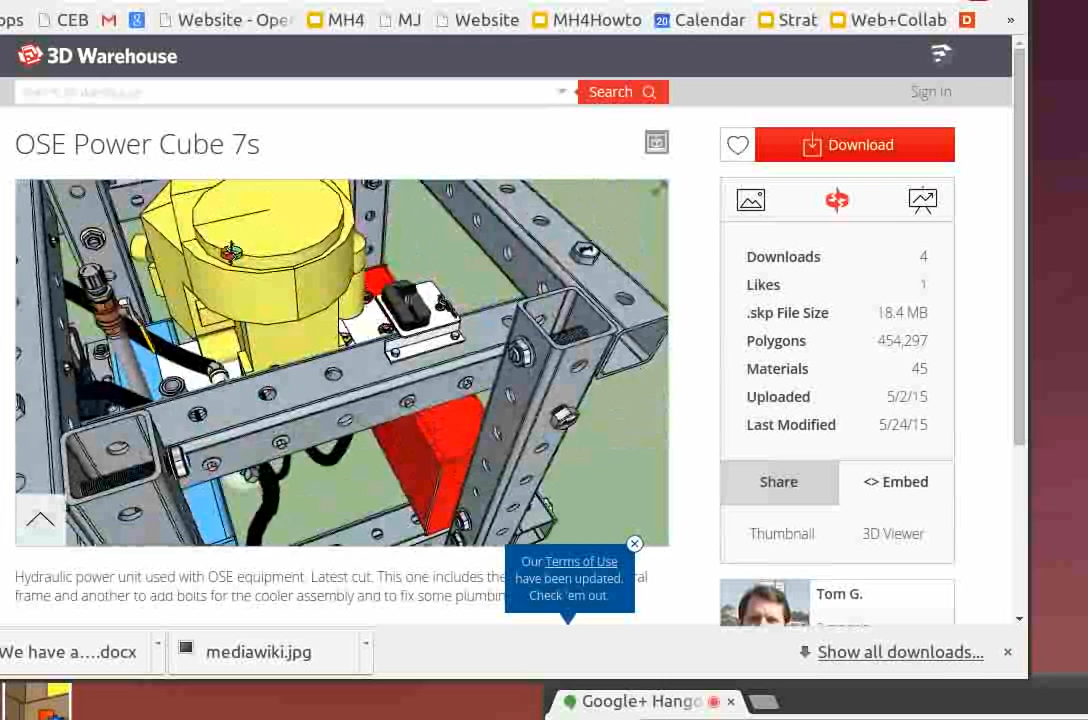 ops CEB Website - Ope MH4 MJ Website MH4Howto 20 Calendar Strat Web+Collab »
3D Warehouse
Search Sign In
OSE Power Cube 7s
Download
Downloads 4
Likes 1
.skp File Size 18.4 MB
Polygons 454,297
Materials 45
Uploaded 5/2/15
Last Modified 5/24/15
Share <> Embed
Thumbnail 3D Viewer
Our Terms of Use
have been updated.
Check 'em out.
Hydraulic power unit used with OSE equipment. Latest cut. This one includes the ral
frame and another to add bolts for the cooler assembly and to fix some plumbin
Tom G.
We have a....docx mediawiki.jpg Show all downloads...
Google+ Hango